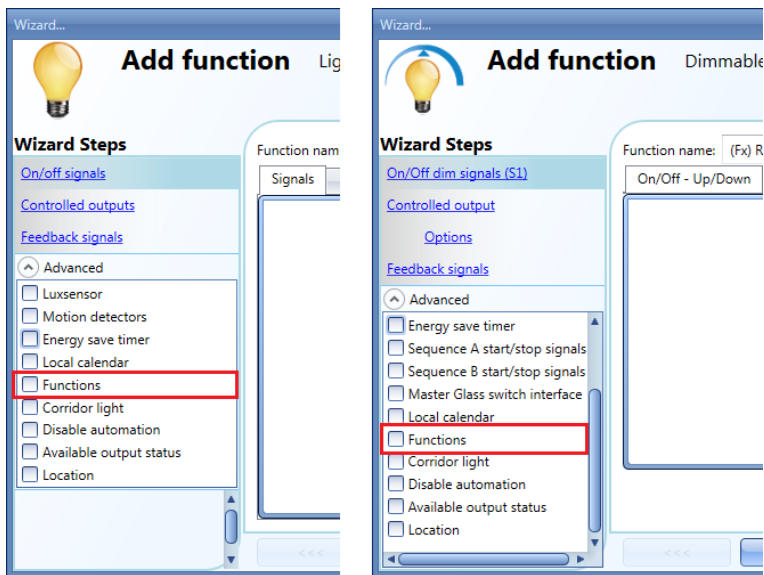 Wizard...
Add function Lig
Wizard Steps
On/off signals
Controlled outputs
Feedback signals
Advanced
Luxsensor
Motion detectors
Energy save timer
Local calendar
Functions
Corridor light
Disable automation
Available output status
Location
Function nam
Signals
<<<
Wizard...
Add function Dimmable
Wizard Steps
On/Off dim signals (S1)
Controlled output
Options
Feedback signals
Advanced
Energy save timer
Sequence A start/stop signals
Sequence B start/stop signals
Master Glass switch interface
Local calendar
Functions
Corridor light
Disable automation
Available output status
Location
Function name: (Fx) R
On/Off - Up/Down
<<<